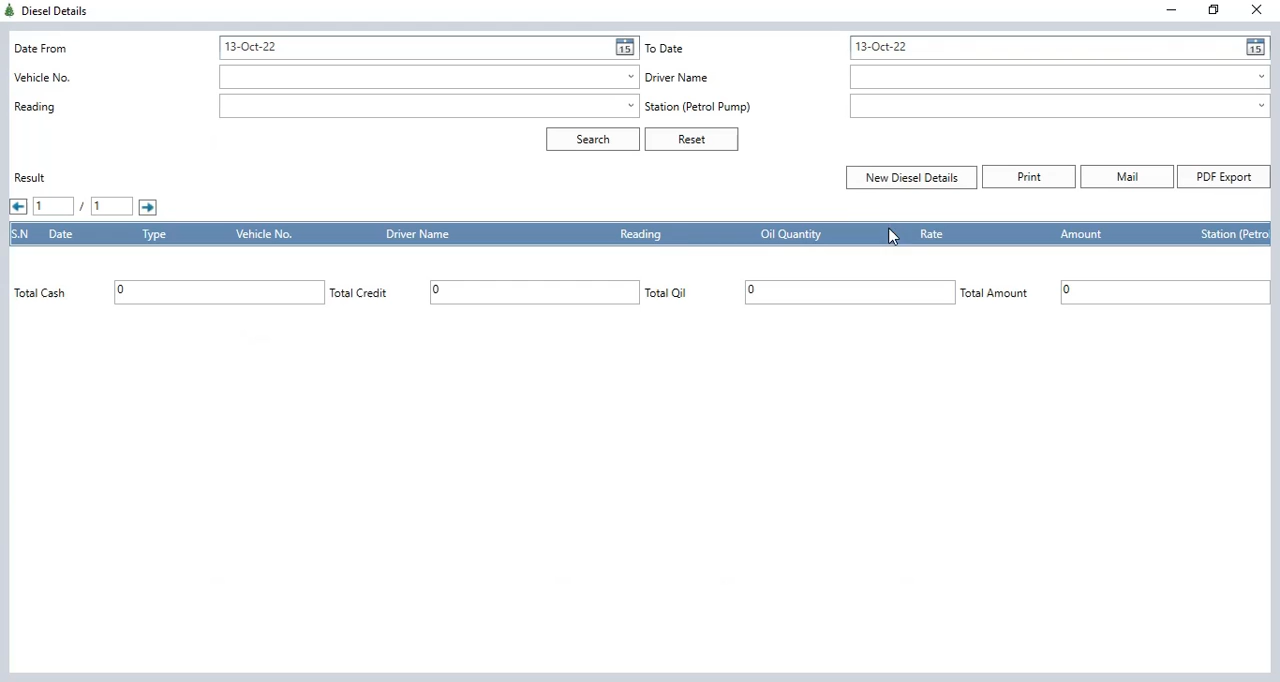 Diesel Details
Date From 13-Oct-22 15 To Date 13-Oct-22 15
Vehicle No. Driver Name
Reading Station (Petrol Pump)
Search Reset
Result New Diesel Details Print Mail PDF Export
1 / 1
S.N Date Type Vehicle No. Driver Name Reading Oil Quantity Rate Amount Station (Petro
Total Cash 0 Total Credit 0 Total Qil 0 Total Amount 0